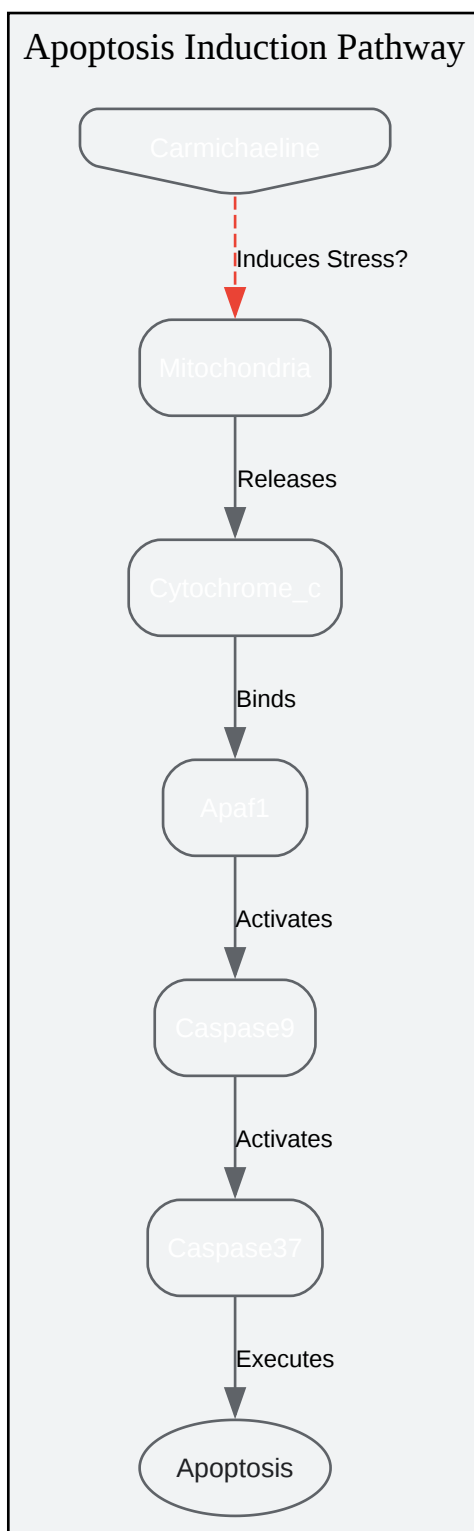 Apoptosis Induction Pathway
Carmichaeline
Induces Stress?
Mitochondria
Releases
Cytochrome_c
Binds
Apaf1
Activates
Caspase9
Activates
Caspase37
Executes
Apoptosis